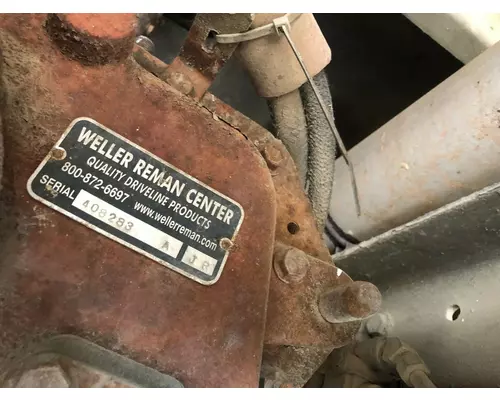 WELLER REMAN CENTER
QUALITY DRIVELINE PRODUCTS
800-872-6697 www.wellerreman.com
SERIAL 408283 A JR